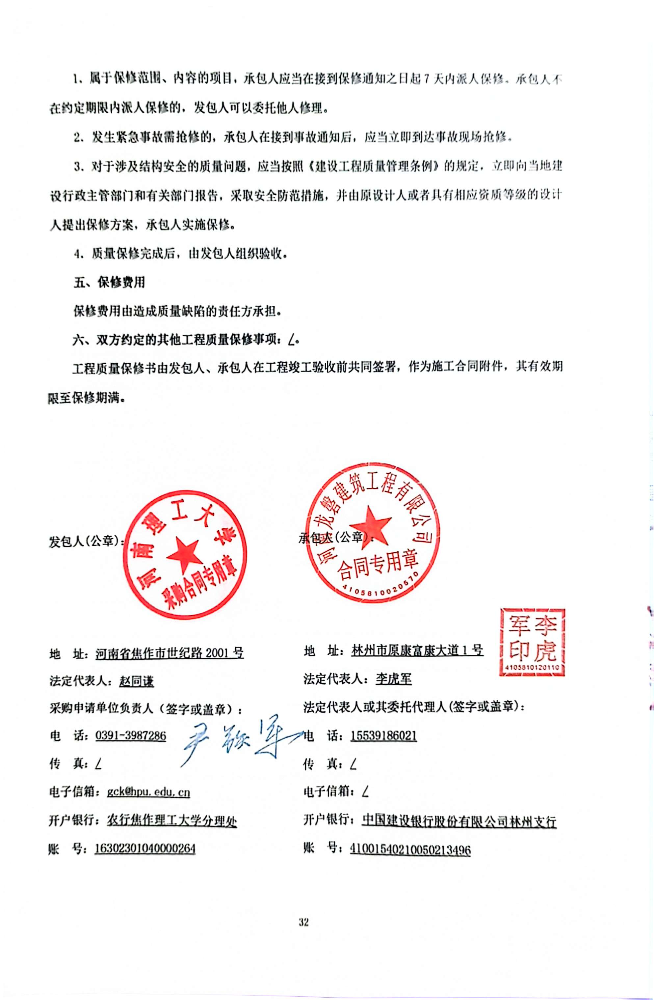 1．属于保修范围、内容的项目，承包人应当在接到保修通知之日起 7 天内派人保修。承包人不
在约定期限内派人保修的，发包人可以委托他人修理。
2．发生紧急事故需抢修的，承包人在接到事故通知后，应当立即到达事故现场抢修。
3．对于涉及结构安全的质量问题，应当按照《建设工程质量管理条例》的规定，立即向当地建
设行政主管部门和有关部门报告，采取安全防范措施，并由原设计人或者具有相应资质等级的设计
人提出保修方案，承包人实施保修。
4．质量保修完成后，由发包人组织验收。
五、保修费用
保修费用由造成质量缺陷的责任方承担。
六、双方约定的其他工程质量保修事项：/。
工程质量保修书由发包人、承包人在工程竣工验收前共同签署，作为施工合同附件，其有效期
限至保修期满。
发包人(公章)：
河南理工大学
采购合同专用章
承包人(公章)：
河南龙磐建筑工程有限公司
合同专用章
4105810020570
李虎军印
4105810120110
地　址：河南省焦作市世纪路 2001 号
法定代表人：赵同谦
采购申请单位负责人（签字或盖章）：
电　话：0391-3987286
传　真：/
电子信箱：gck@hpu.edu.cn
开户银行：农行焦作理工大学分理处
账　号：16302301040000264
地　址：林州市原康富康大道 1 号
法定代表人：李虎军
法定代表人或其委托代理人(签字或盖章)：
电　话：15539186021
传　真：/
电子信箱：/
开户银行：中国建设银行股份有限公司林州支行
账　号：41001540210050213496
32